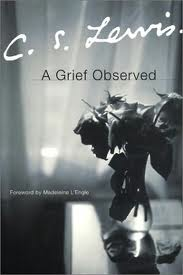 C. S. Lewis.
A Grief Observed
Foreword by Madeleine L'Engle